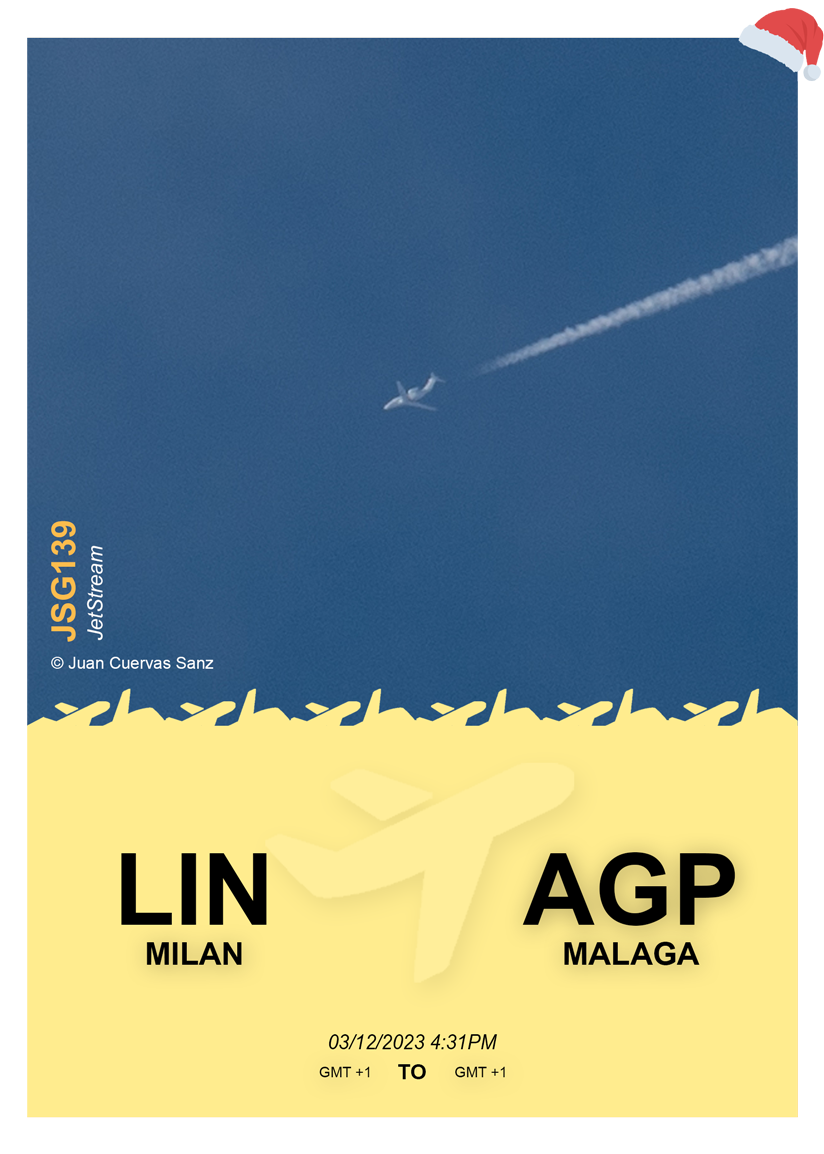 JSG139
JetStream
© Juan Cuervas Sanz
LIN
MILAN
AGP
MALAGA
03/12/2023 4:31PM
GMT +1 TO GMT +1